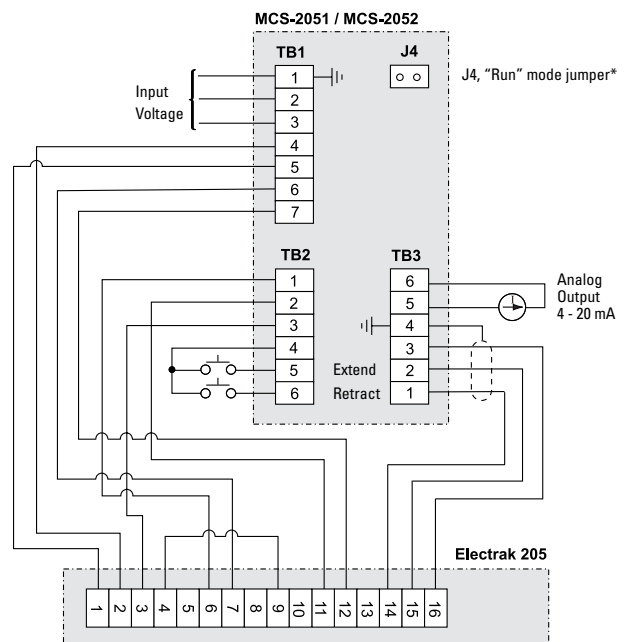 MCS-2051 / MCS-2052
TB1
J4
J4, "Run" mode jumper*
Input
Voltage
1
2
3
4
5
6
7
TB2
1
2
3
4
5
6
Extend
Retract
TB3
6
5
4
3
2
1
Analog
Output
4 - 20 mA
Electrak 205
1
2
3
4
5
6
7
8
9
10
11
12
13
14
15
16